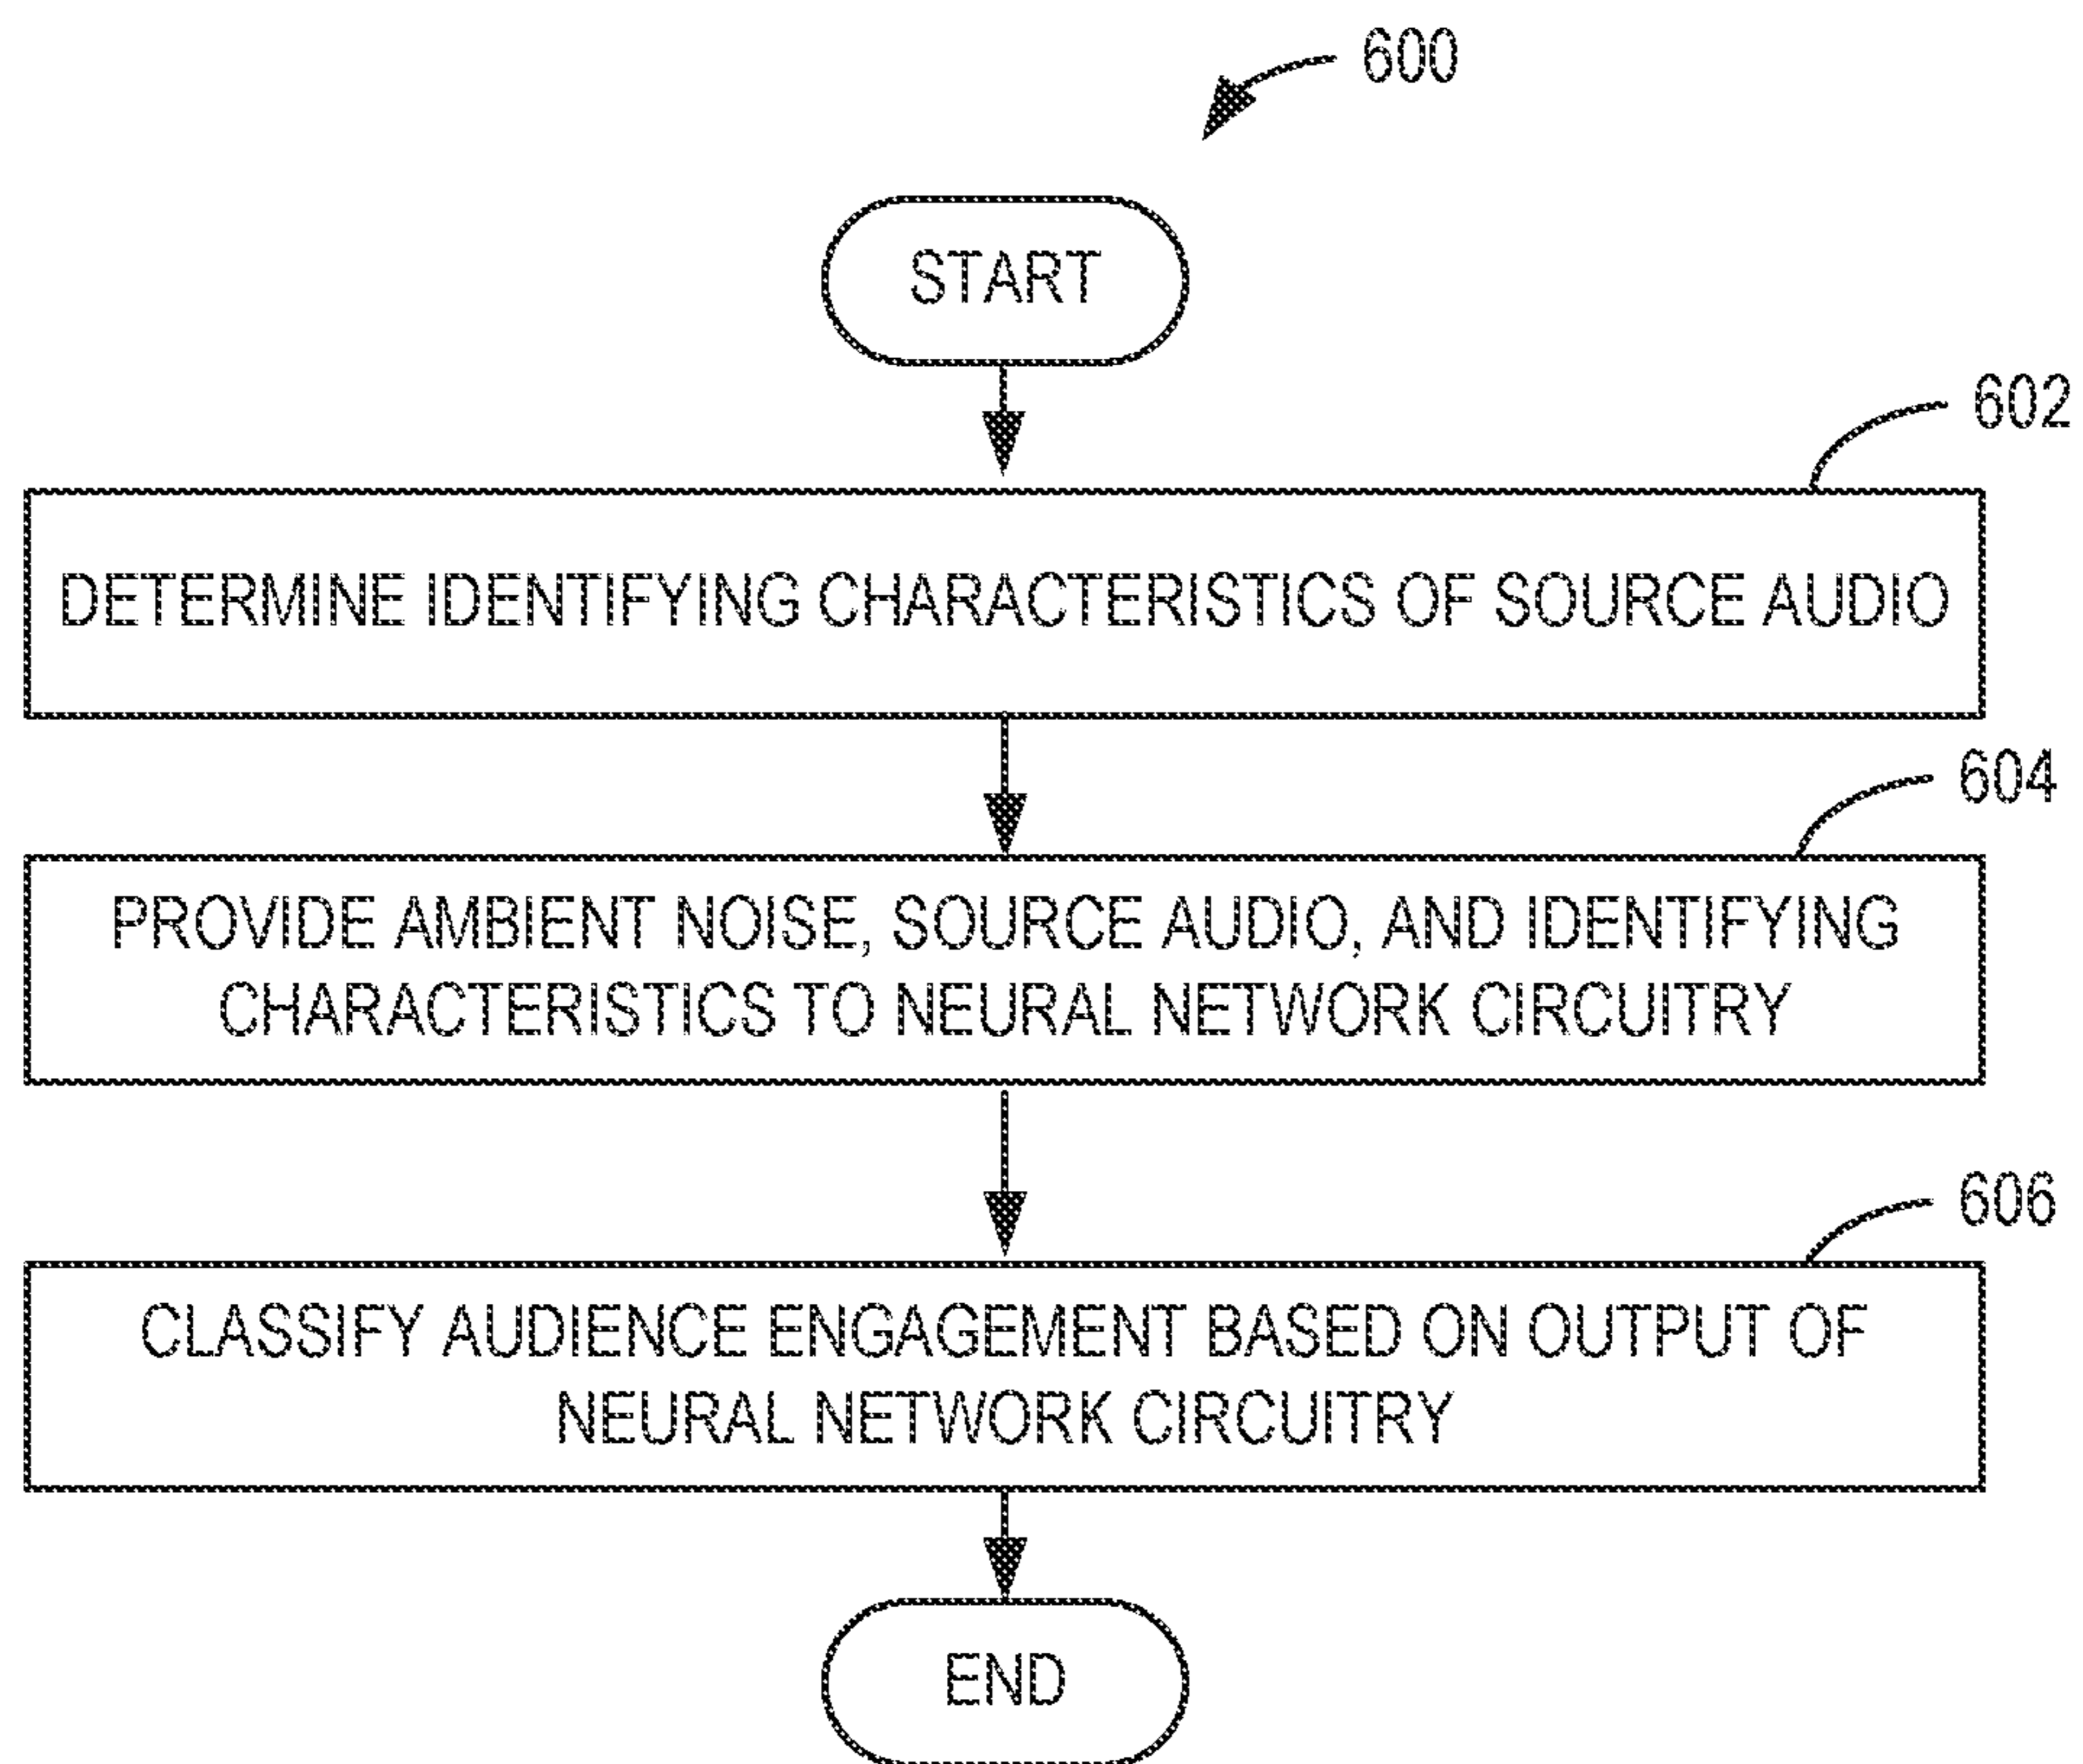 600
START
602
DETERMINE IDENTIFYING CHARACTERISTICS OF SOURCE AUDIO
604
PROVIDE AMBIENT NOISE, SOURCE AUDIO, AND IDENTIFYING
CHARACTERISTICS TO NEURAL NETWORK CIRCUITRY
606
CLASSIFY AUDIENCE ENGAGEMENT BASED ON OUTPUT OF
NEURAL NETWORK CIRCUITRY
END